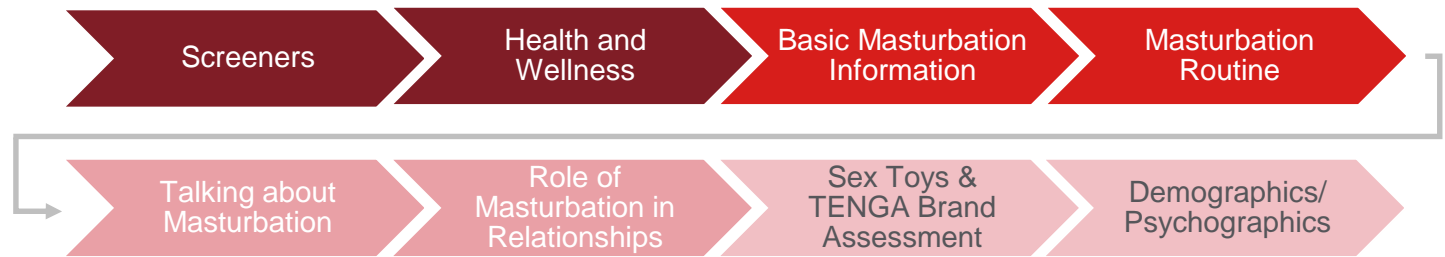 Screeners
Health and
Wellness
Basic Masturbation
Information
Masturbation
Routine
Talking about
Masturbation
Role of
Masturbation in
Relationships
Sex Toys &
TENGA Brand
Assessment
Demographics/
Psychographics